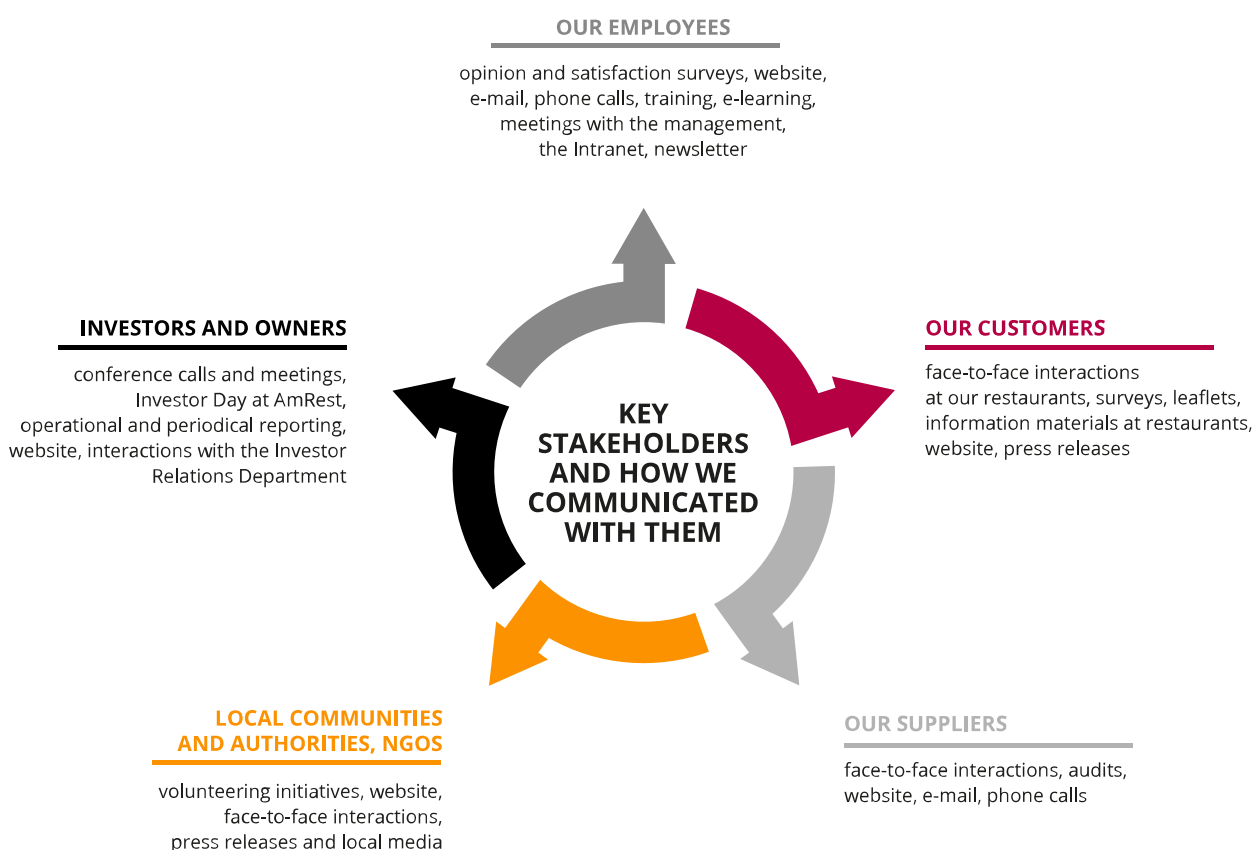 OUR EMPLOYEES
opinion and satisfaction surveys, website,
e-mail, phone calls, training, e-learning,
meetings with the management,
the Intranet, newsletter
INVESTORS AND OWNERS
conference calls and meetings,
Investor Day at AmRest,
operational and periodical reporting,
website, interactions with the Investor
Relations Department
KEY
STAKEHOLDERS
AND HOW WE
COMMUNICATED
WITH THEM
OUR CUSTOMERS
face-to-face interactions
at our restaurants, surveys, leaflets,
information materials at restaurants,
website, press releases
LOCAL COMMUNITIES
AND AUTHORITIES, NGOS
volunteering initiatives, website,
face-to-face interactions,
press releases and local media
OUR SUPPLIERS
face-to-face interactions, audits,
website, e-mail, phone calls